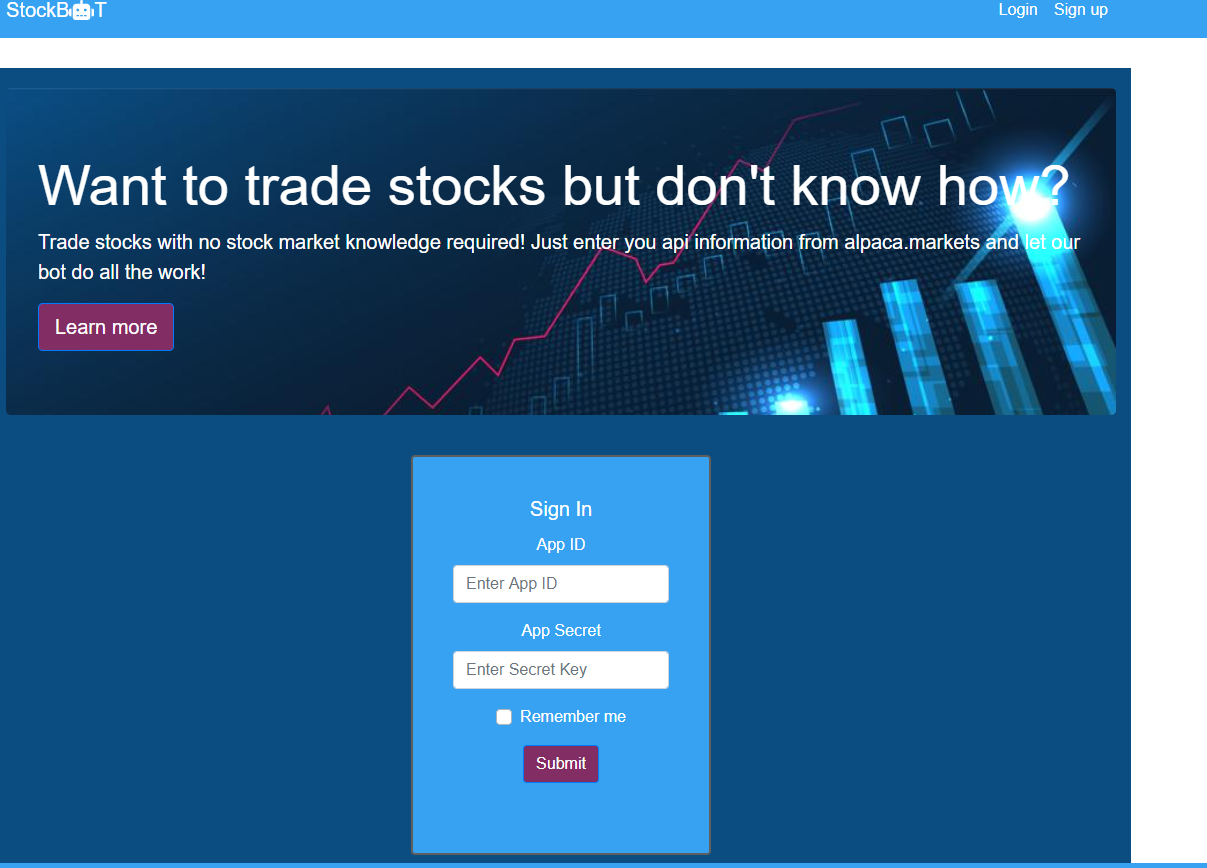 StockBOT
Login Sign up
Want to trade stocks but don't know how?
Trade stocks with no stock market knowledge required! Just enter you api information from alpaca.markets and let our
bot do all the work!
Learn more
Sign In
App ID
Enter App ID
App Secret
Enter Secret Key
Remember me
Submit